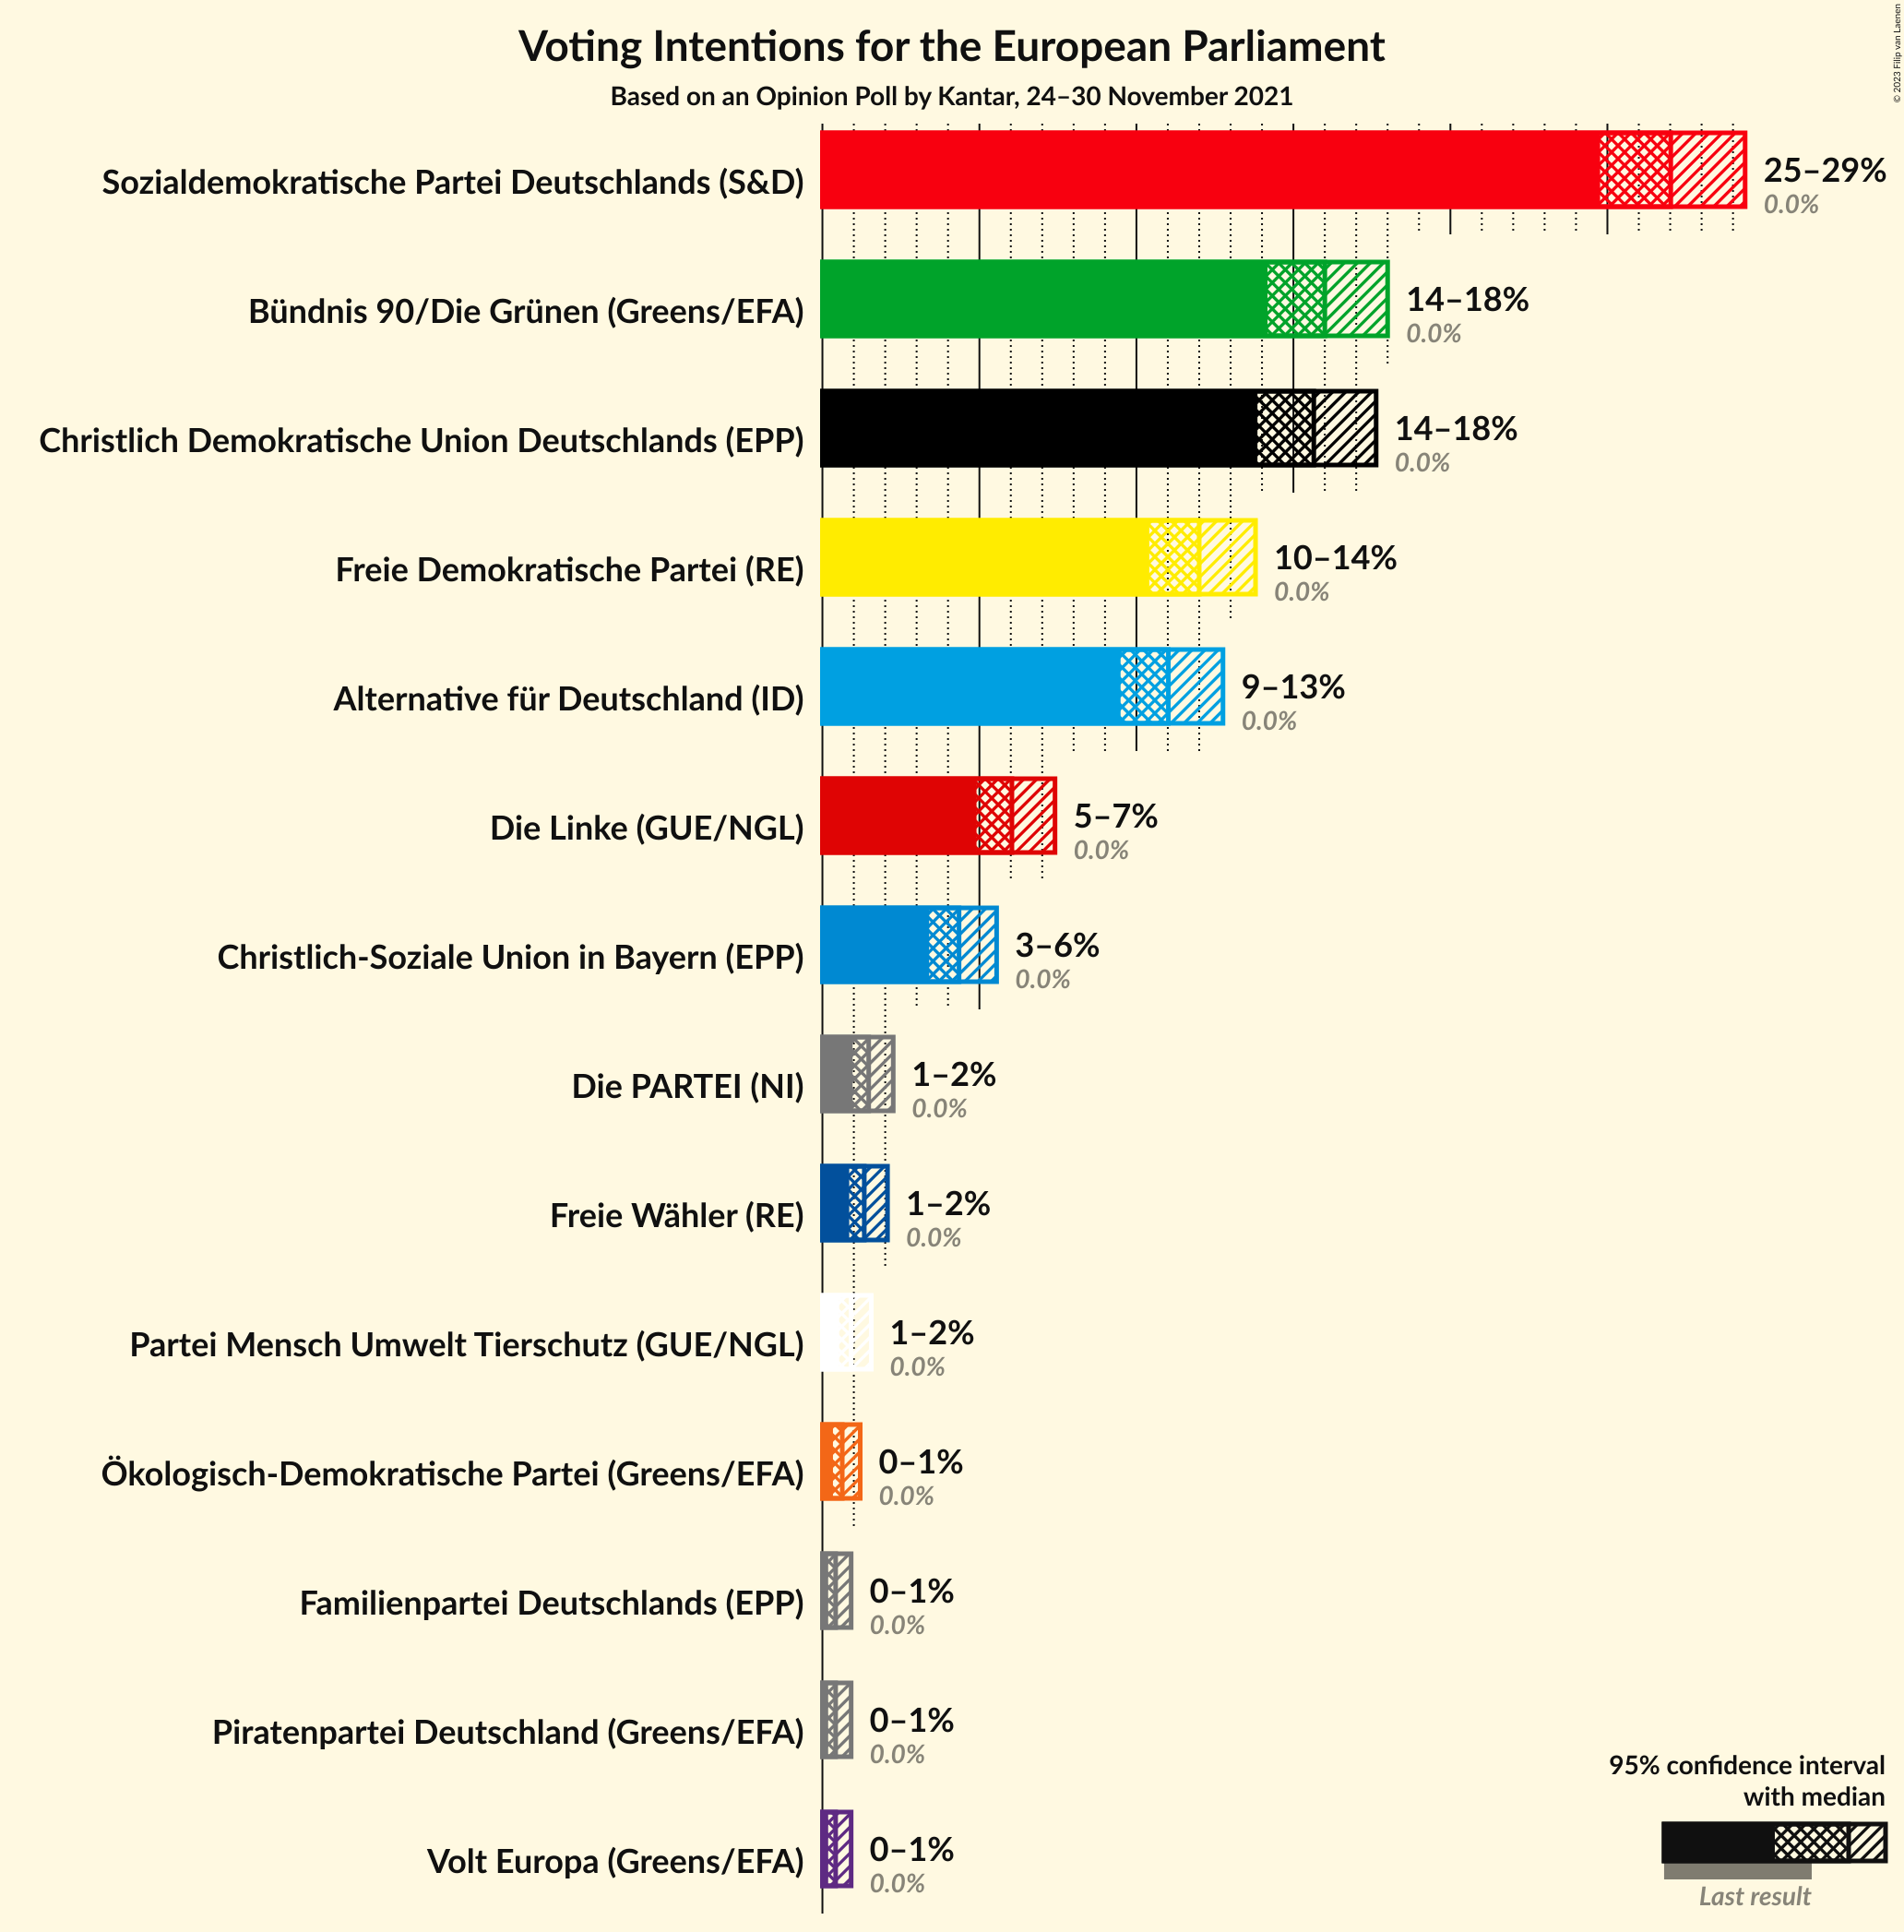 © 2023 Filip van Laenen
Voting Intentions for the European Parliament
Based on an Opinion Poll by Kantar, 24–30 November 2021
Sozialdemokratische Partei Deutschlands (S&D)
25–29%
0.0%
Bündnis 90/Die Grünen (Greens/EFA)
14–18%
0.0%
Christlich Demokratische Union Deutschlands (EPP)
14–18%
0.0%
Freie Demokratische Partei (RE)
10–14%
0.0%
Alternative für Deutschland (ID)
9–13%
0.0%
Die Linke (GUE/NGL)
5–7%
0.0%
Christlich-Soziale Union in Bayern (EPP)
3–6%
0.0%
Die PARTEI (NI)
1–2%
0.0%
Freie Wähler (RE)
1–2%
0.0%
Partei Mensch Umwelt Tierschutz (GUE/NGL)
1–2%
0.0%
Ökologisch-Demokratische Partei (Greens/EFA)
0–1%
0.0%
Familienpartei Deutschlands (EPP)
0–1%
0.0%
Piratenpartei Deutschland (Greens/EFA)
0–1%
0.0%
Volt Europa (Greens/EFA)
0–1%
0.0%
95% confidence interval
with median
Last result